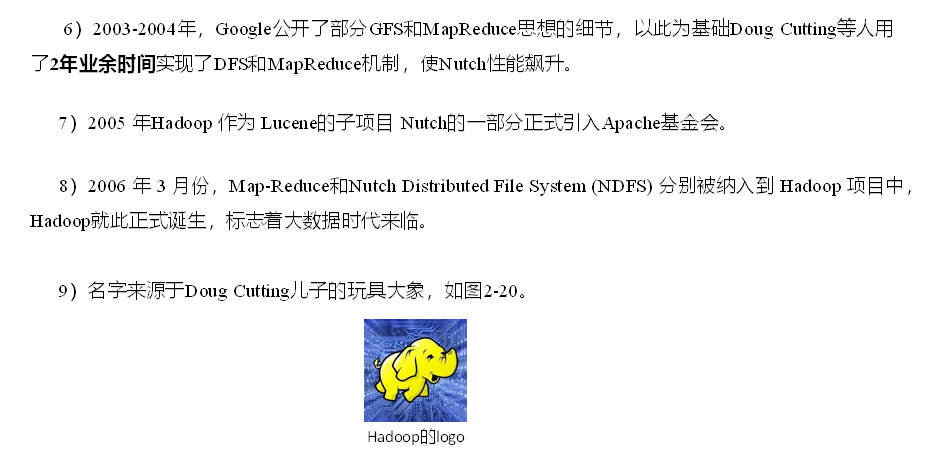 6）2003-2004年，Google公开了部分GFS和MapReduce思想的细节，以此为基础Doug Cutting等人用
了2年业余时间实现了DFS和MapReduce机制，使Nutch性能飙升。
7）2005 年Hadoop 作为 Lucene的子项目 Nutch的一部分正式引入Apache基金会。
8）2006 年 3 月份，Map-Reduce和Nutch Distributed File System (NDFS) 分别被纳入到 Hadoop 项目中，
Hadoop就此正式诞生，标志着大数据时代来临。
9）名字来源于Doug Cutting儿子的玩具大象，如图2-20。
Hadoop的logo